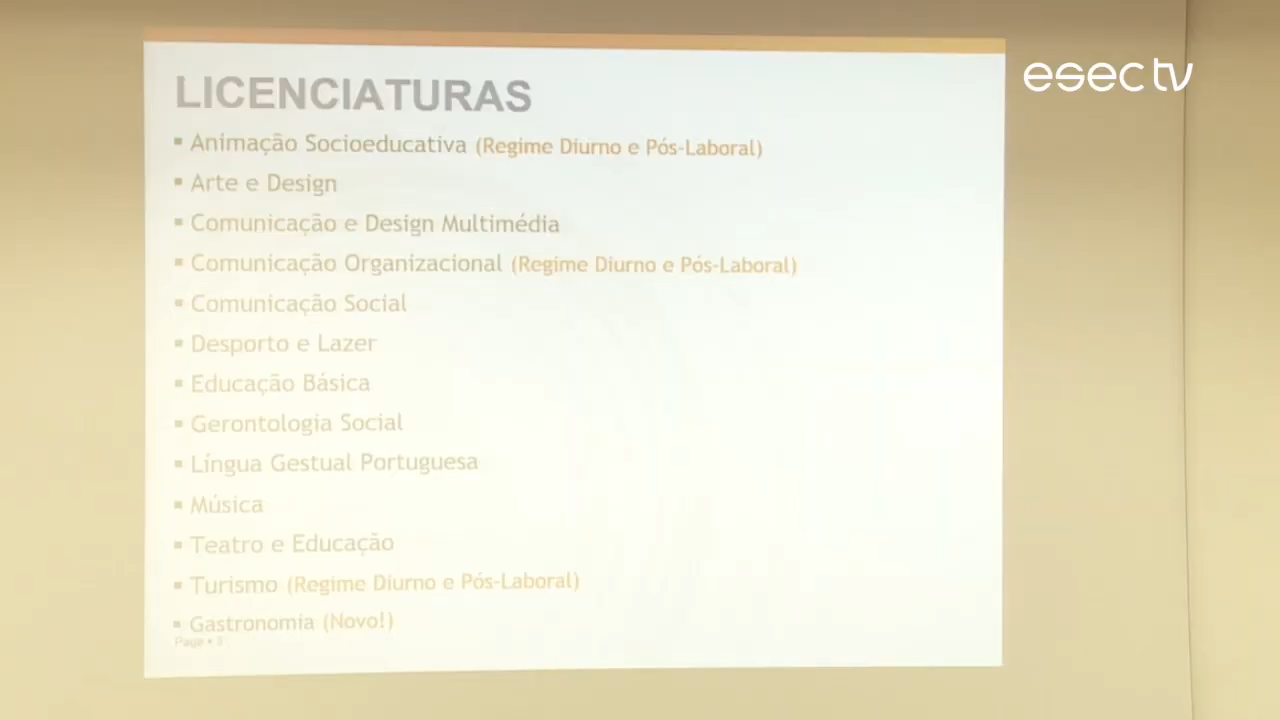 esec tv
LICENCIATURAS
▪ Animação Socioeducativa (Regime Diurno e Pós-Laboral)
▪ Arte e Design
▪ Comunicação e Design Multimédia
▪ Comunicação Organizacional (Regime Diurno e Pós-Laboral)
▪ Comunicação Social
▪ Desporto e Lazer
▪ Educação Básica
▪ Gerontologia Social
▪ Língua Gestual Portuguesa
▪ Música
▪ Teatro e Educação
▪ Turismo (Regime Diurno e Pós-Laboral)
▪ Gastronomia (Novo!)
Page ▪ 3